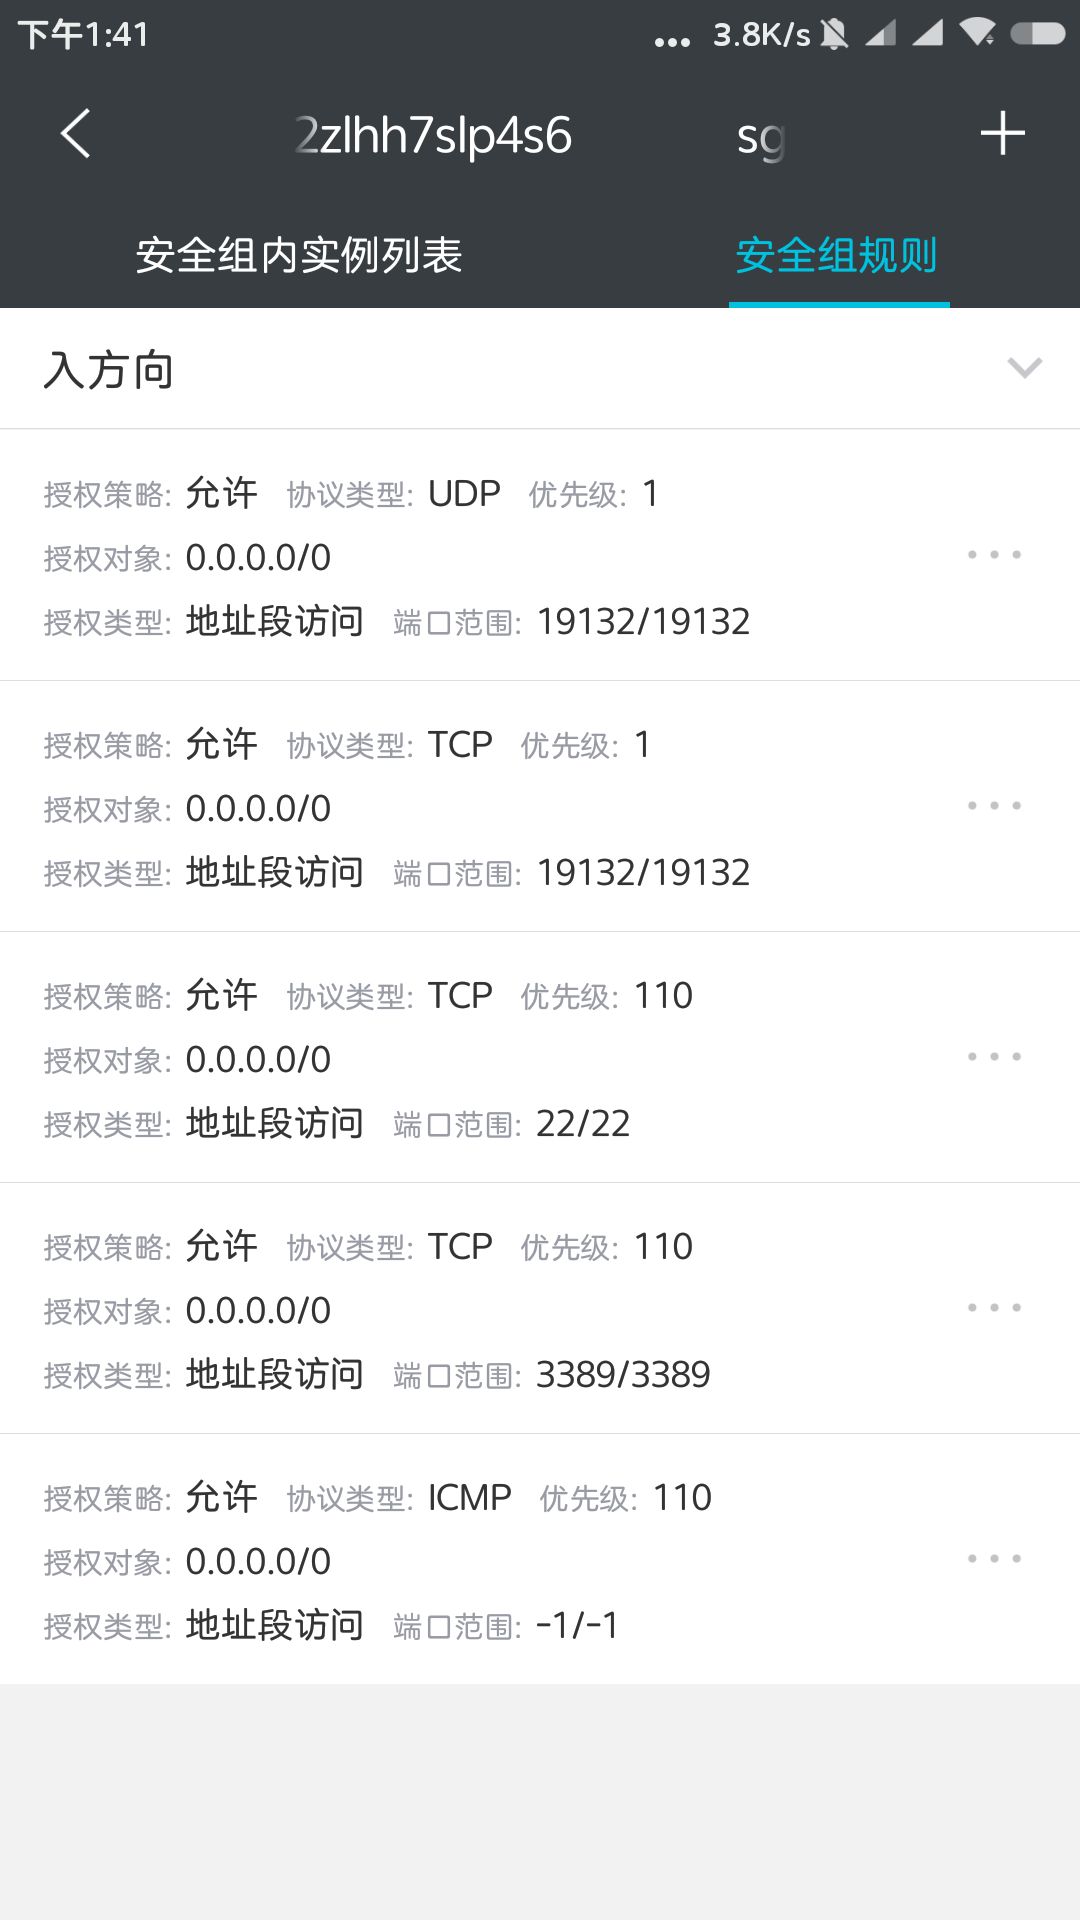 下午1:41 ... 3.8K/s
2zlhh7slp4s6 sg
安全组内实例列表 安全组规则
入方向
授权策略: 允许 协议类型: UDP 优先级: 1
授权对象: 0.0.0.0/0
授权类型: 地址段访问 端口范围: 19132/19132
授权策略: 允许 协议类型: TCP 优先级: 1
授权对象: 0.0.0.0/0
授权类型: 地址段访问 端口范围: 19132/19132
授权策略: 允许 协议类型: TCP 优先级: 110
授权对象: 0.0.0.0/0
授权类型: 地址段访问 端口范围: 22/22
授权策略: 允许 协议类型: TCP 优先级: 110
授权对象: 0.0.0.0/0
授权类型: 地址段访问 端口范围: 3389/3389
授权策略: 允许 协议类型: ICMP 优先级: 110
授权对象: 0.0.0.0/0
授权类型: 地址段访问 端口范围: -1/-1